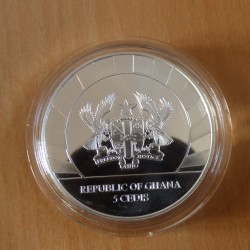 FREEDOM AND JUSTICE
REPUBLIC OF GHANA
5 CEDIS